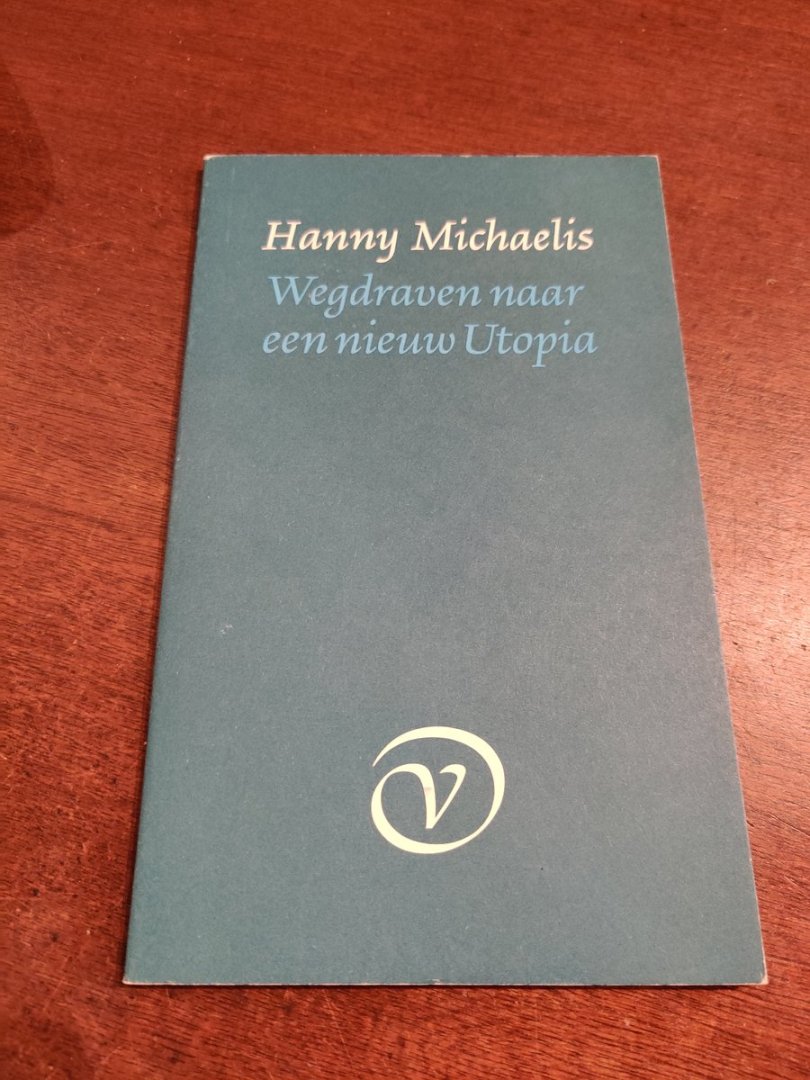 Hanny Michaelis
Wegdraven naar
een nieuw Utopia
V